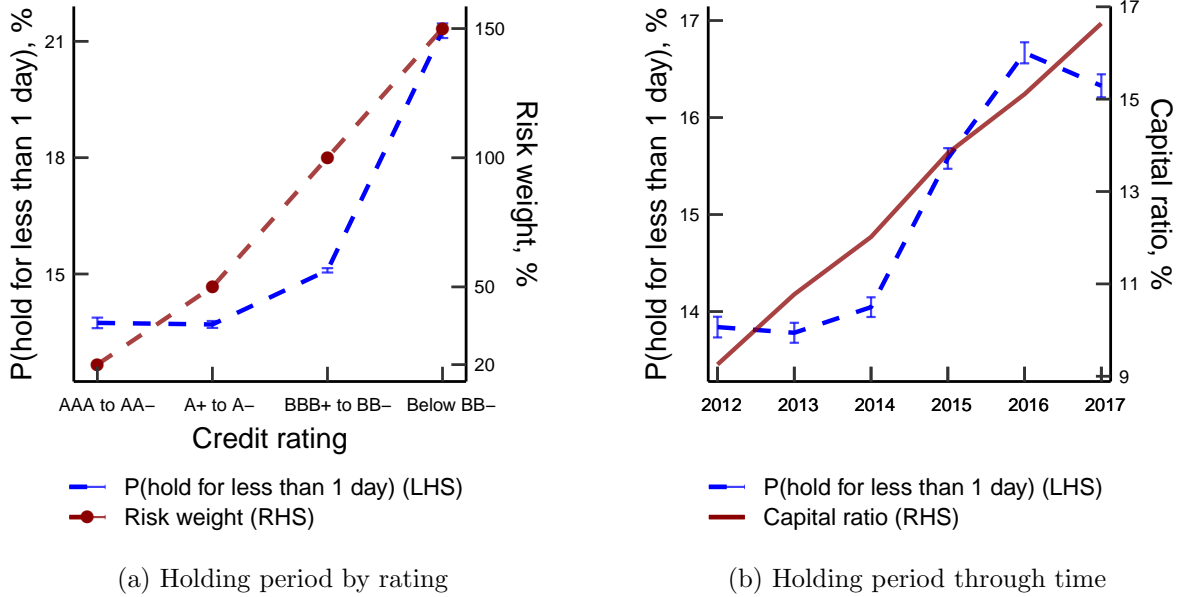 P(hold for less than 1 day), %
21
18
15
150
100
50
20
Risk weight, %
AAA to AA−
A+ to A−
BBB+ to BB−
Below BB−
Credit rating
P(hold for less than 1 day) (LHS)
Risk weight (RHS)
(a) Holding period by rating
P(hold for less than 1 day), %
17
16
15
14
17
15
13
11
9
Capital ratio, %
2012
2013
2014
2015
2016
2017
P(hold for less than 1 day) (LHS)
Capital ratio (RHS)
(b) Holding period through time